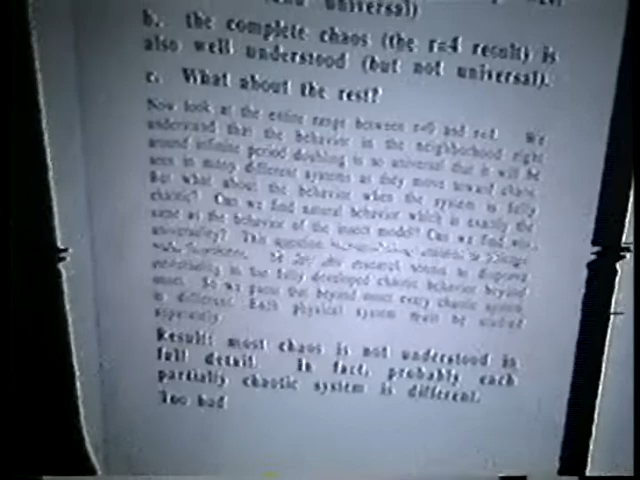 universal)
b. the complete chaos (the r=4 result) is
also well understood (but not universal).
c. What about the rest?
Now look at the entire range between r=0 and r=4. We
understand that the behavior in the neighborhood right
around infinite period doubling is so universal that it will be
seen in many different systems as they move toward chaos.
But what about the behavior when the system is fully
chaotic? Can we find natural behavior which is exactly the
same as the behavior of the insect model? Can we find
universality? This question
in the fully developed chaotic behavior beyond
So we guess that beyond onset every chaotic system
is different. Each physical system must be studied
separately.
Result: most chaos is not understood in
full detail. In fact, probably each
partially chaotic system is different.
Too bad